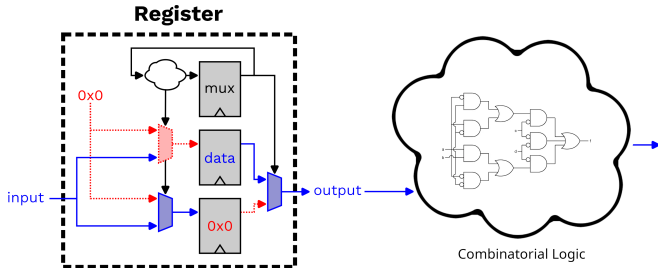 Register
mux
0x0
data
input
output
0x0
Combinatorial Logic